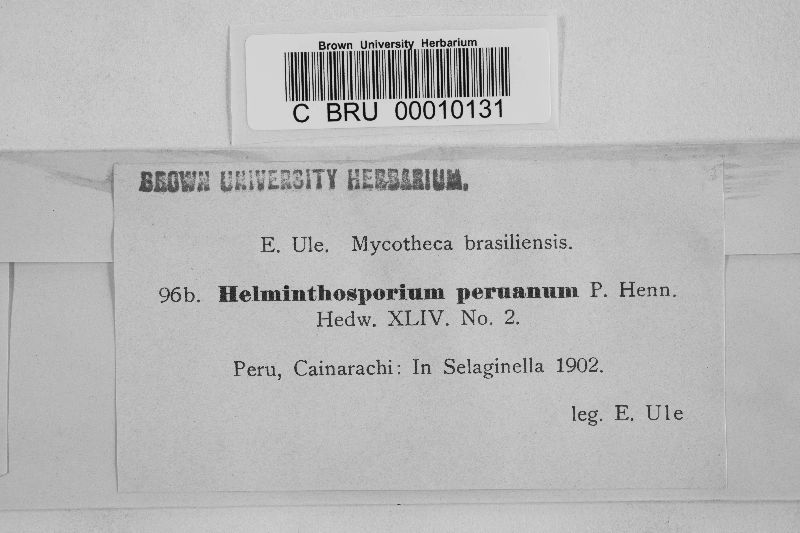 Brown University Herbarium
C BRU 00010131
BROWN UNIVERSITY HERBARIUM.
E. Ule. Mycotheca brasiliensis.
96b. Helminthosporium peruanum P. Henn.
Hedw. XLIV. No. 2.
Peru, Cainarachi: In Selaginella 1902.
leg. E. Ule